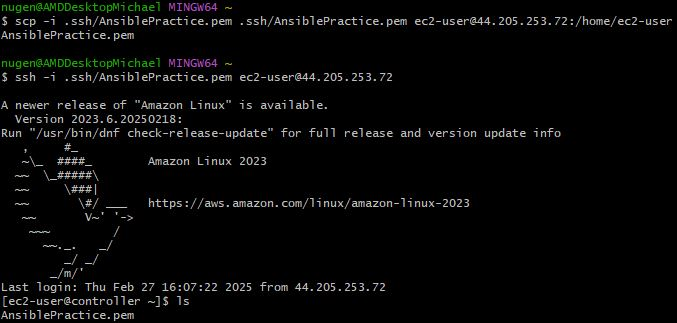 nugen@AMDDesktopMichael MINGW64 ~
$ scp -i .ssh/AnsiblePractice.pem .ssh/AnsiblePractice.pem ec2-user@44.205.253.72:/home/ec2-user
AnsiblePractice.pem
nugen@AMDDesktopMichael MINGW64 ~
$ ssh -i .ssh/AnsiblePractice.pem ec2-user@44.205.253.72
A newer release of "Amazon Linux" is available.
  Version 2023.6.20250218:
Run "/usr/bin/dnf check-release-update" for full release and version update info
   ,     #_
   ~\_  ####_        Amazon Linux 2023
  ~~  \_#####\
  ~~     \###|
  ~~       \#/ ___   https://aws.amazon.com/linux/amazon-linux-2023
   ~~       V~' '->
    ~~~         /
      ~~._.   _/
         _/ _/
       _/m/'
Last login: Thu Feb 27 16:07:22 2025 from 44.205.253.72
[ec2-user@controller ~]$ ls
AnsiblePractice.pem